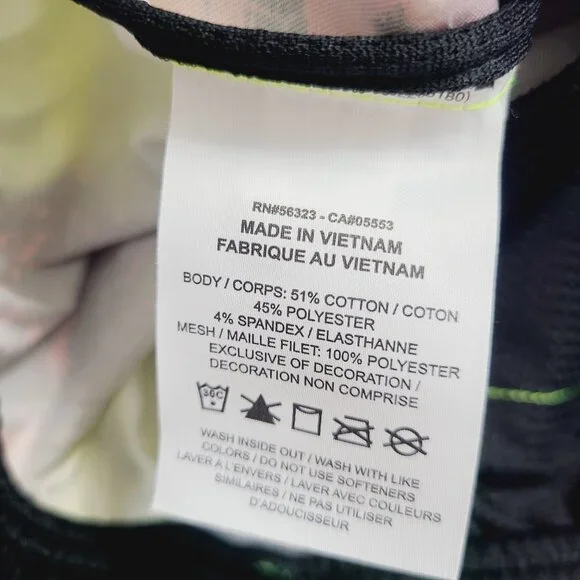 RN#56323 - CA#05553
MADE IN VIETNAM
FABRIQUE AU VIETNAM
BODY / CORPS: 51% COTTON / COTON
45% POLYESTER
4% SPANDEX / ELASTHANNE
MESH / MAILLE FILET: 100% POLYESTER
EXCLUSIVE OF DECORATION /
DECORATION NON COMPRISE
30C
WASH INSIDE OUT / WASH WITH LIKE
COLORS / DO NOT USE SOFTENERS
LAVER A L'ENVERS / LAVER AVEC COULEURS
SIMILAIRES / NE PAS UTILISER
D'ADOUCISSEUR